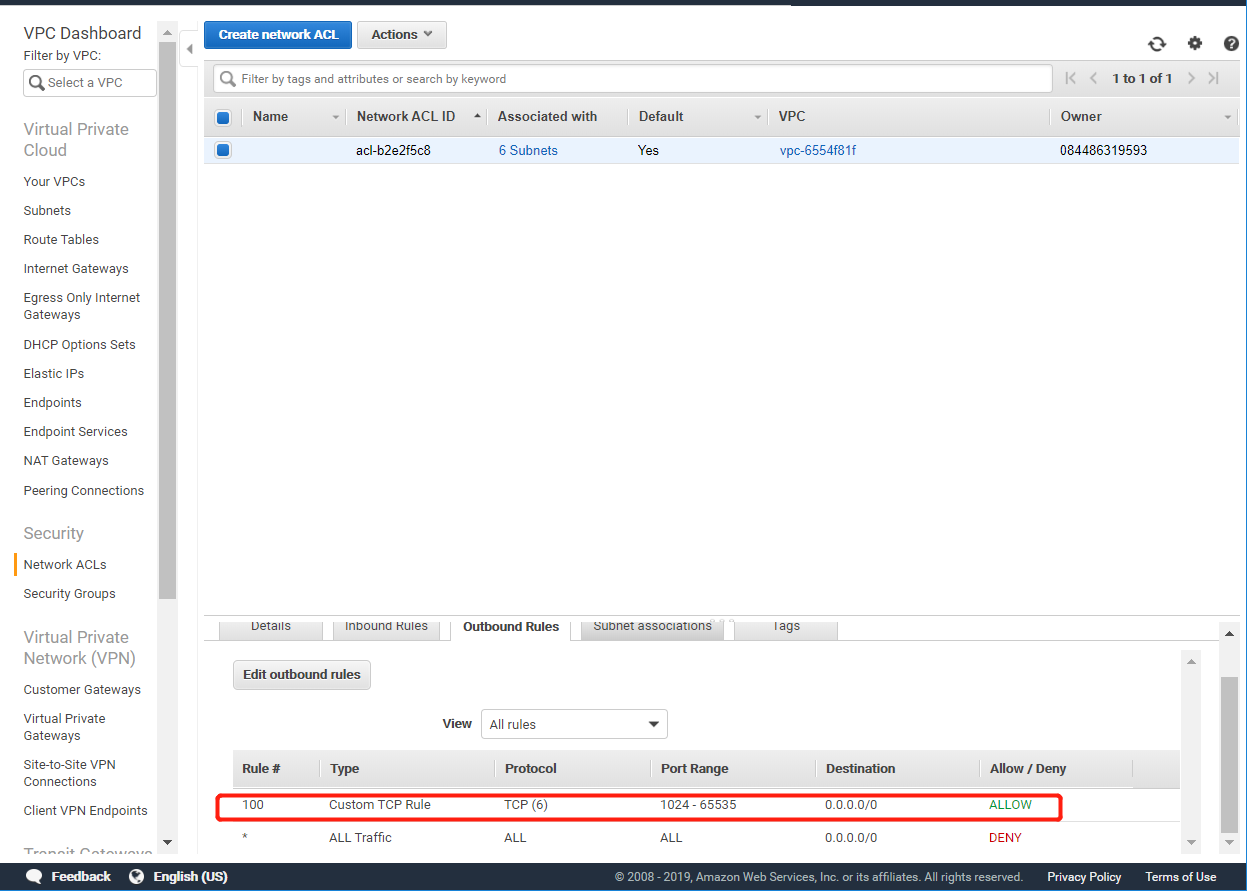 VPC Dashboard
Filter by VPC:
Select a VPC
Virtual Private
Cloud
Your VPCs
Subnets
Route Tables
Internet Gateways
Egress Only Internet
Gateways
DHCP Options Sets
Elastic IPs
Endpoints
Endpoint Services
NAT Gateways
Peering Connections
Security
Network ACLs
Security Groups
Virtual Private
Network (VPN)
Customer Gateways
Virtual Private
Gateways
Site-to-Site VPN
Connections
Client VPN Endpoints
Transit Gateways
Create network ACL Actions
Filter by tags and attributes or search by keyword 1 to 1 of 1
Name Network ACL ID Associated with Default VPC Owner
acl-b2e2f5c8 6 Subnets Yes vpc-6554f81f 084486319593
Details Inbound Rules Outbound Rules Subnet associations Tags
Edit outbound rules
View All rules
Rule # Type Protocol Port Range Destination Allow / Deny
100 Custom TCP Rule TCP (6) 1024 - 65535 0.0.0.0/0 ALLOW
* ALL Traffic ALL ALL 0.0.0.0/0 DENY
Feedback English (US) © 2008 - 2019, Amazon Web Services, Inc. or its affiliates. All rights reserved. Privacy Policy Terms of Use